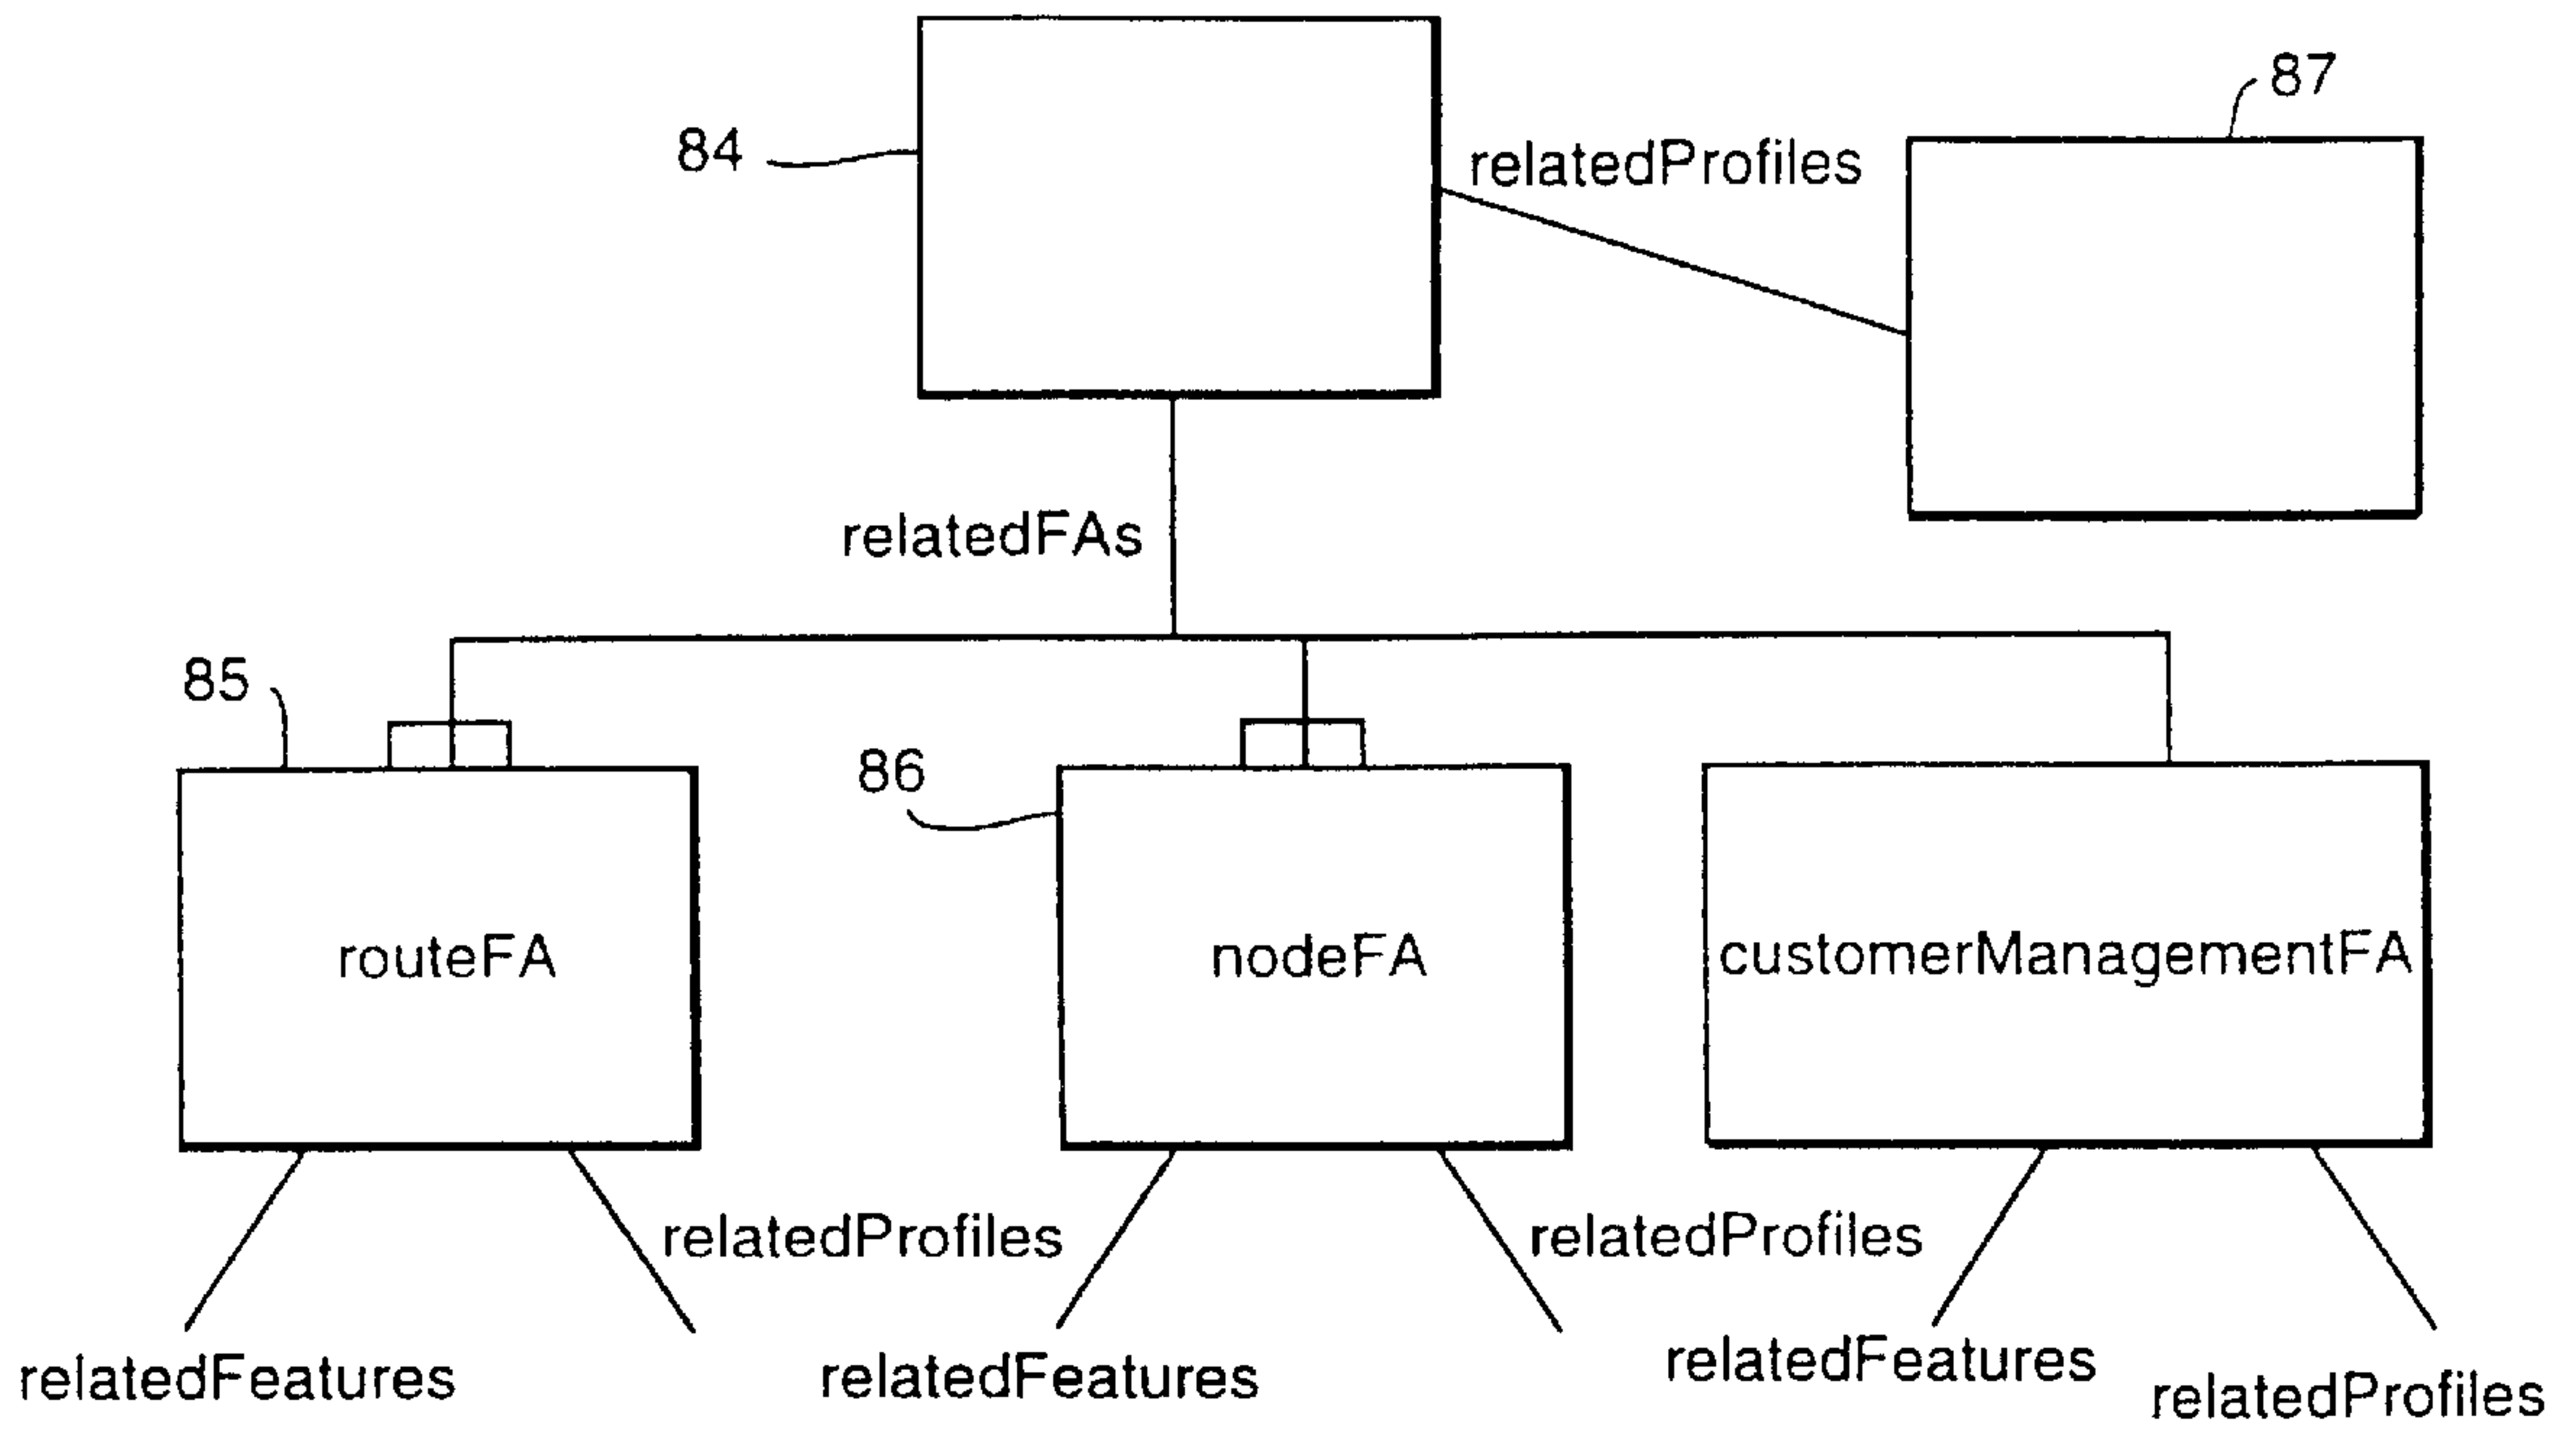 87
84
relatedProfiles
relatedFAs
85
86
routeFA
nodeFA
customerManagementFA
relatedProfiles
relatedProfiles
relatedFeatures
relatedFeatures
relatedFeatures
relatedProfiles